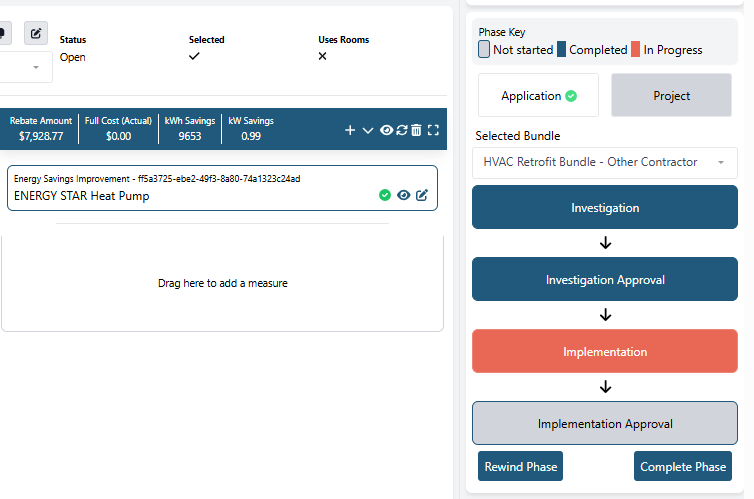 Status
Selected
Uses Rooms
Open
Rebate Amount
$7,928.77
Full Cost (Actual)
$0.00
kWh Savings
9653
kW Savings
0.99
Energy Savings Improvement - ff5a3725-ebe2-49f3-8a80-74a1323c24ad
ENERGY STAR Heat Pump
Drag here to add a measure
Phase Key
Not started Completed In Progress
Application
Project
Selected Bundle
HVAC Retrofit Bundle - Other Contractor
Investigation
Investigation Approval
Implementation
Implementation Approval
Rewind Phase
Complete Phase